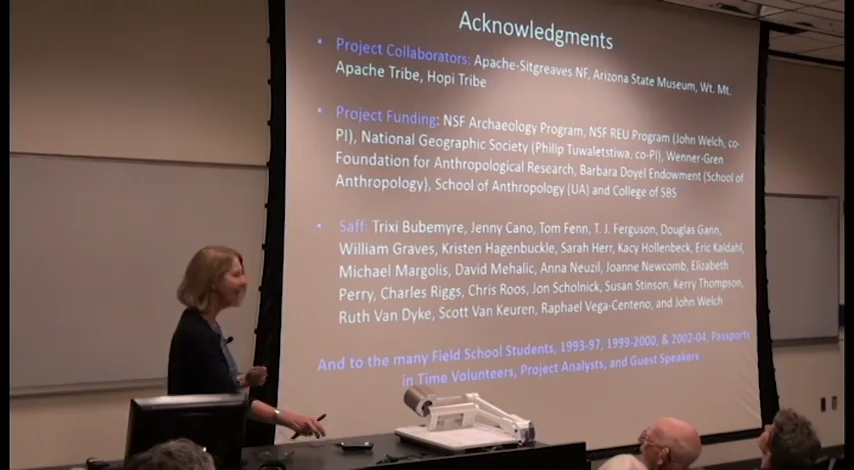 Acknowledgments
• Project Collaborators: Apache-Sitgreaves NF, Arizona State Museum, Wt. Mt.
Apache Tribe, Hopi Tribe
• Project Funding: NSF Archaeology Program, NSF REU Program (John Welch, co-
PI), National Geographic Society (Philip Tuwaletstiwa, co-PI), Wenner-Gren
Foundation for Anthropological Research, Barbara Doyel Endowment (School of
Anthropology), School of Anthropology (UA) and College of SBS
• Saff: Trixi Bubemyre, Jenny Cano, Tom Fenn, T. J. Ferguson, Douglas Gann,
William Graves, Kristen Hagenbuckle, Sarah Herr, Kacy Hollenbeck, Eric Kaldahl,
Michael Margolis, David Mehalic, Anna Neuzil, Joanne Newcomb, Elizabeth
Perry, Charles Riggs, Chris Roos, Jon Scholnick, Susan Stinson, Kerry Thompson,
Ruth Van Dyke, Scott Van Keuren, Raphael Vega-Centeno, and John Welch
And to the many Field School Students, 1993-97, 1999-2000, & 2002-04, Passports
in Time Volunteers, Project Analysts, and Guest Speakers